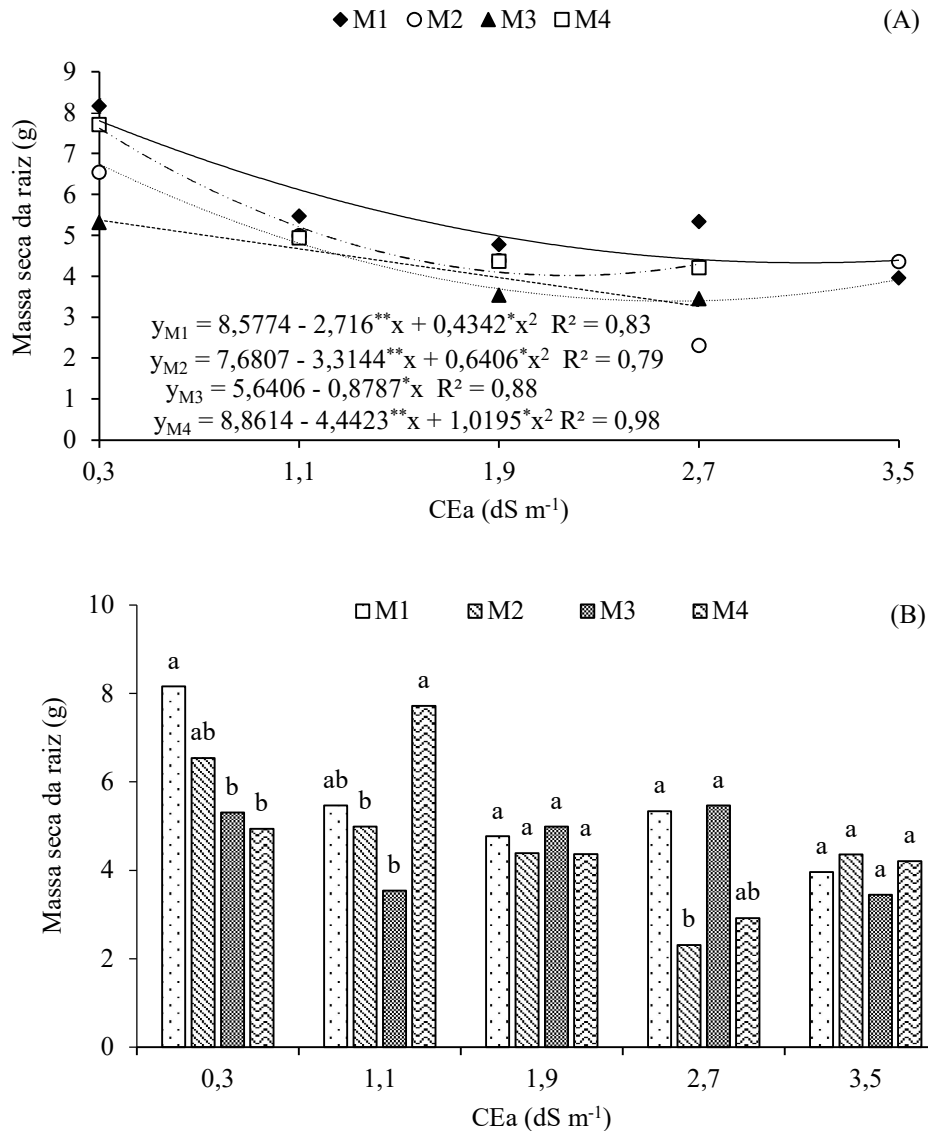 M1 M2 M3 M4 (A)
9
8
7
6
5
4
3
2
1
0
Massa seca da raiz (g)
yM1 = 8,5774 - 2,716**x + 0,4342*x² R² = 0,83
yM2 = 7,6807 - 3,3144**x + 0,6406*x² R² = 0,79
yM3 = 5,6406 - 0,8787*x R² = 0,88
yM4 = 8,8614 - 4,4423**x + 1,0195*x² R² = 0,98
0,3 1,1 1,9 2,7 3,5
CEa (dS m⁻¹)
M1 M2 M3 M4 (B)
10
8
6
4
2
0
Massa seca da raiz (g)
a ab b b ab b b a a a a a a b a ab a a a a
0,3 1,1 1,9 2,7 3,5
CEa (dS m⁻¹)